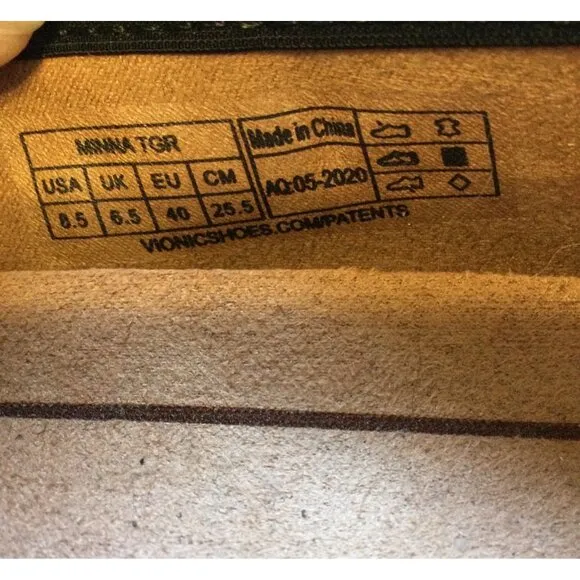 MINNA TGR
USA UK EU CM
8.5 6.5 40 25.5
Made in China
AQ:05-2020
VIONICSHOES.COM/PATENTS